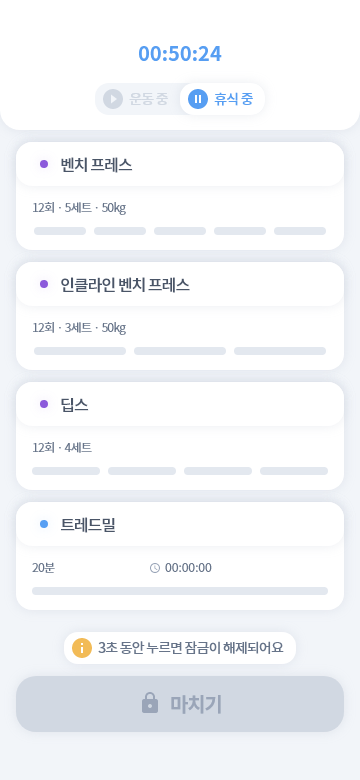 00:50:24
운동 중 휴식 중
벤치 프레스
12회 · 5세트 · 50kg
인클라인 벤치 프레스
12회 · 3세트 · 50kg
딥스
12회 · 4세트
트레드밀
20분 00:00:00
3초 동안 누르면 잠금이 해제되어요
마치기